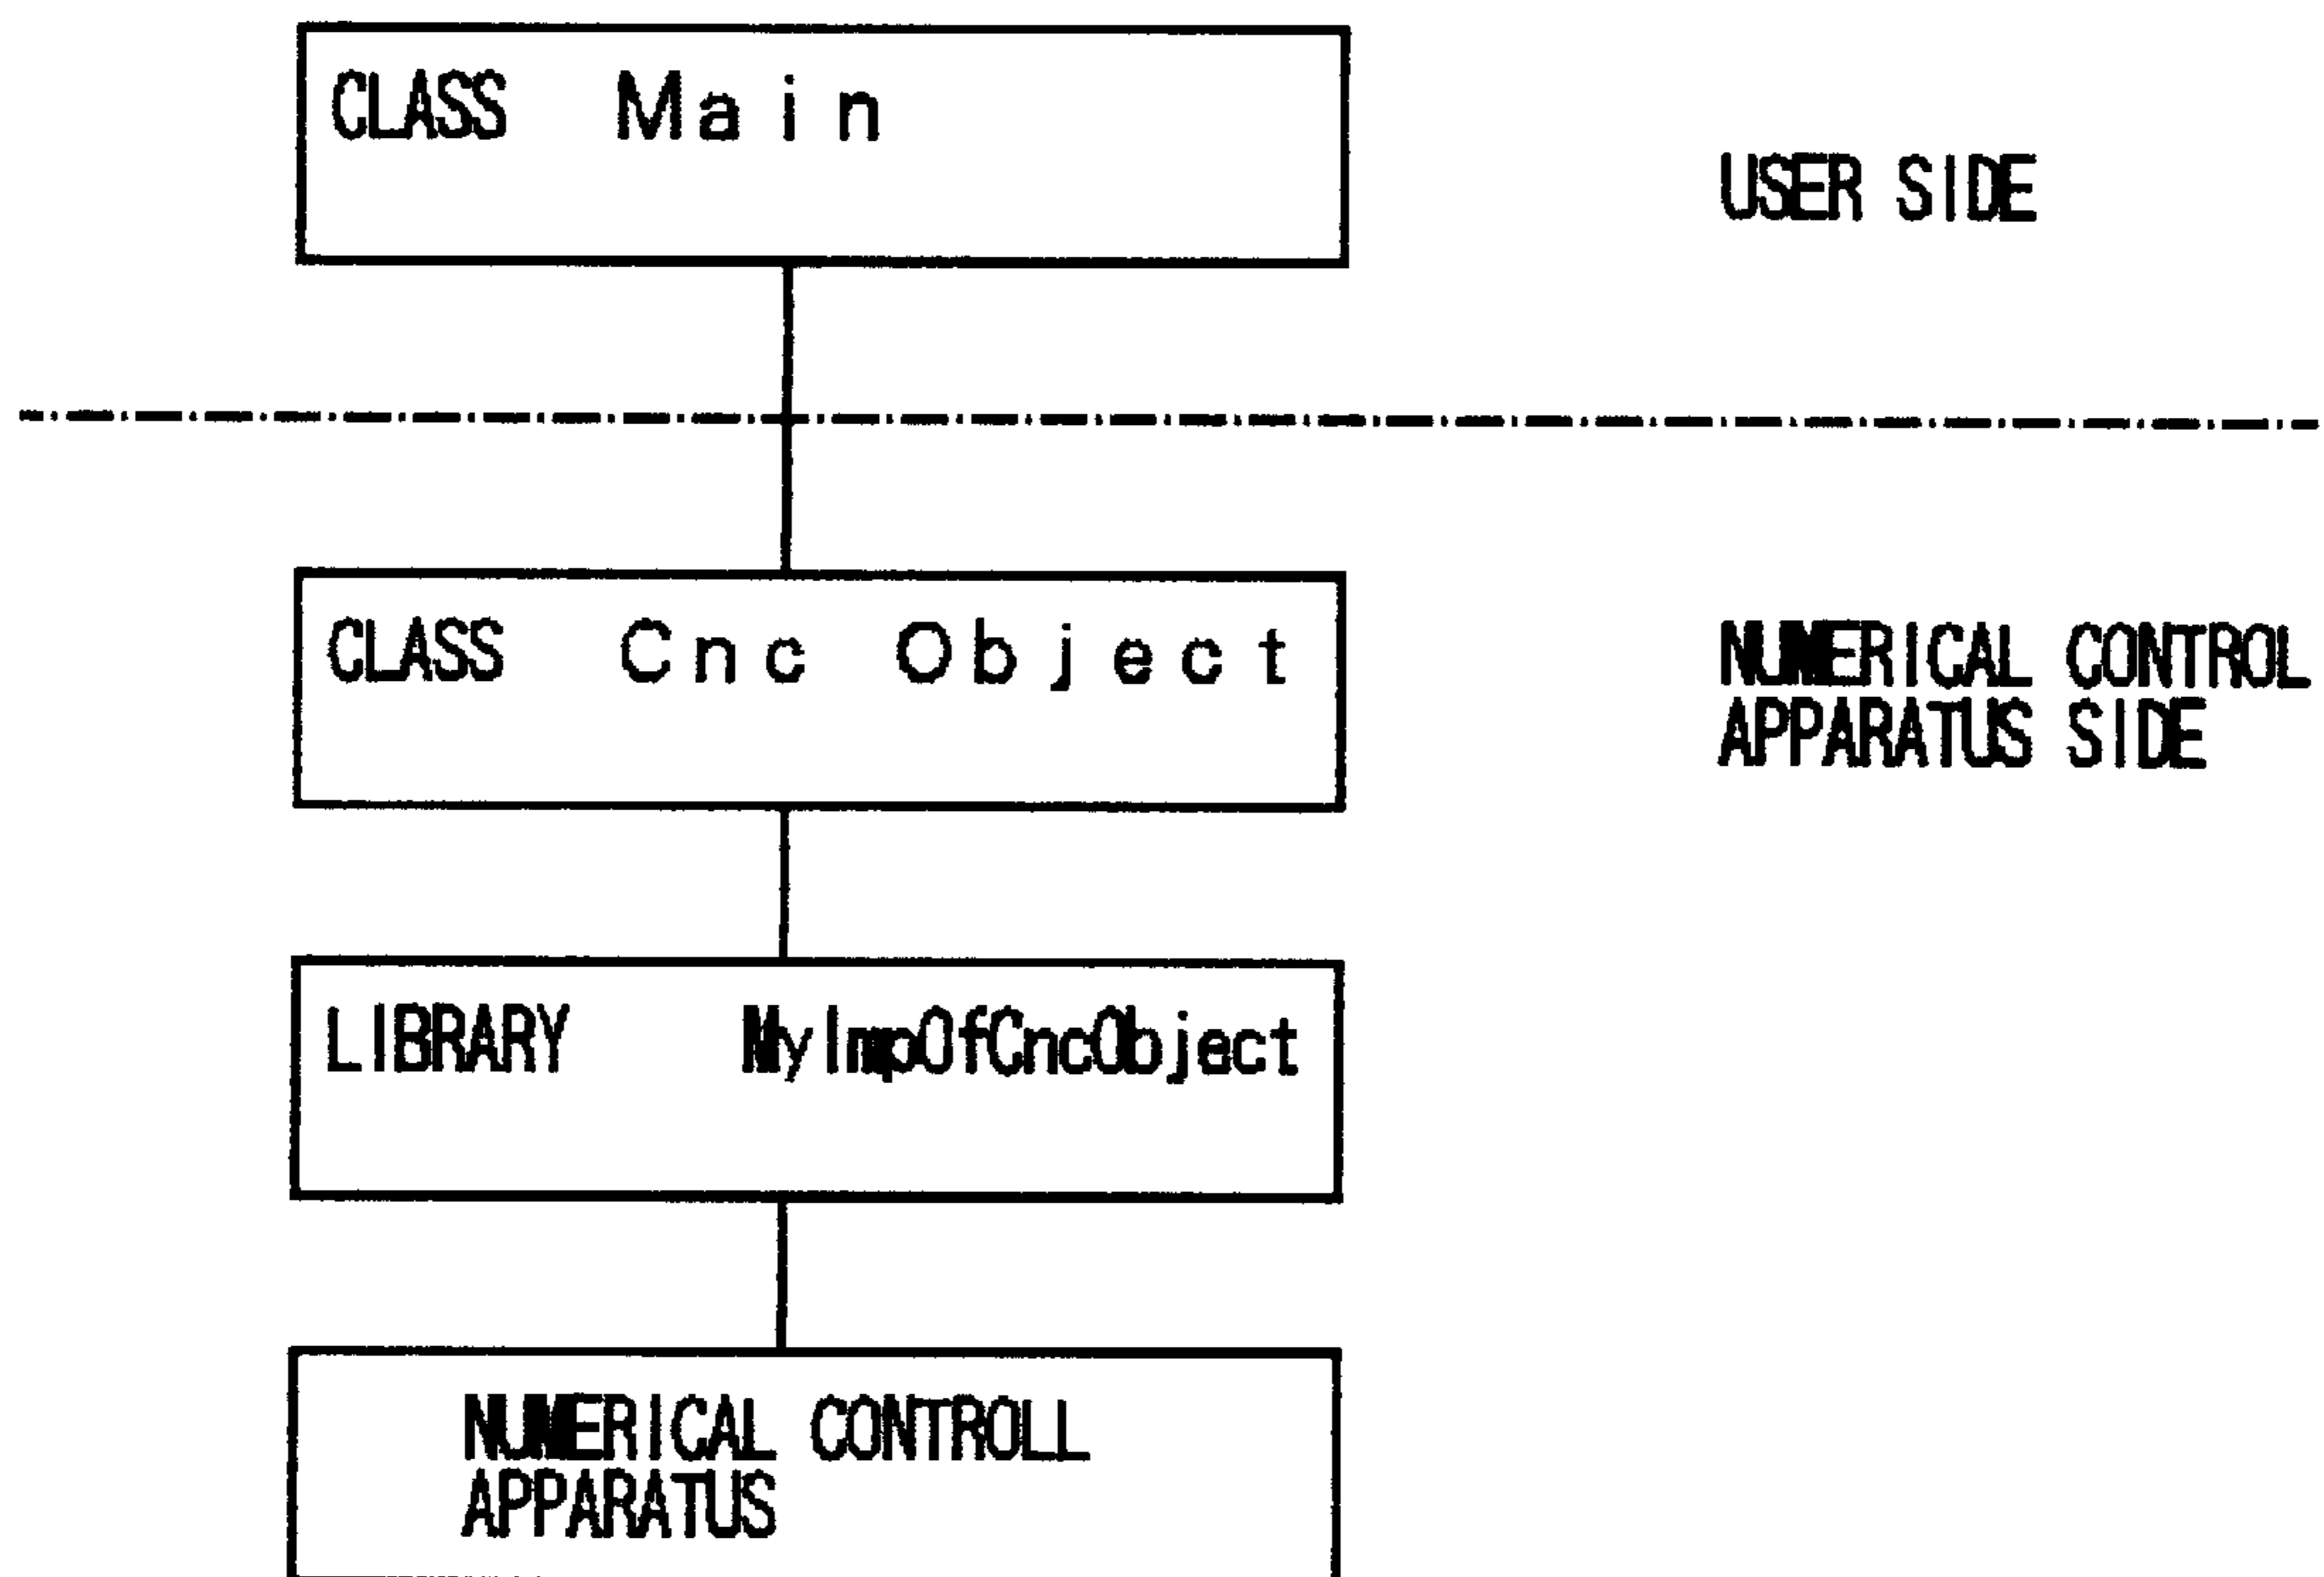 CLASS Main
USER SIDE
CLASS Cnc Object
NUMERICAL CONTROL
APPARATUS SIDE
LIBRARY MyImpOfCncObject
NUMERICAL CONTROLL
APPARATUS